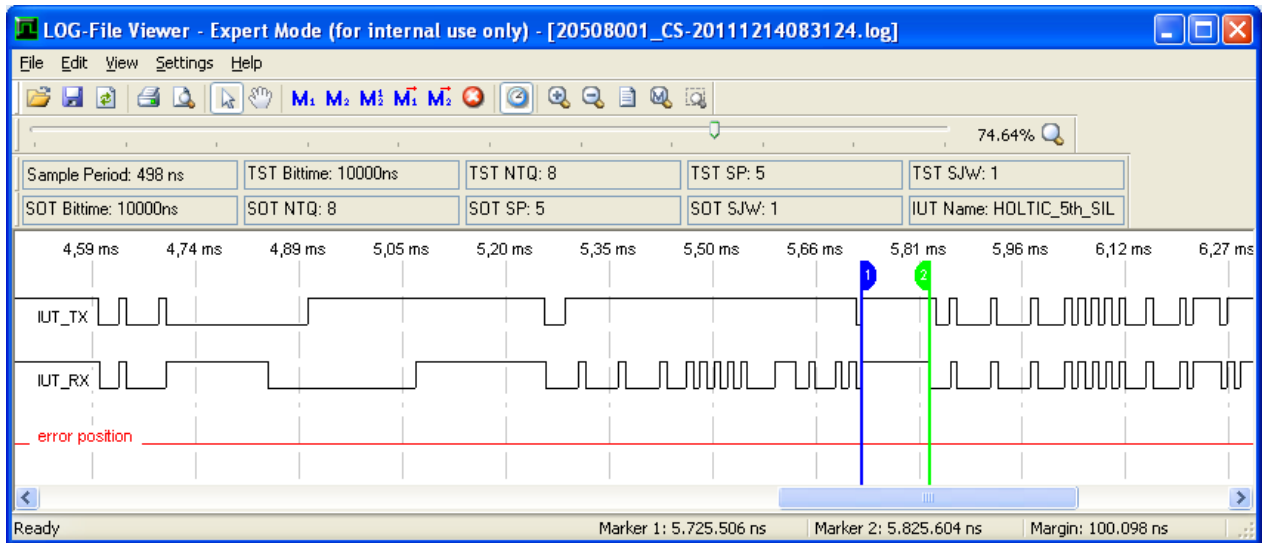 LOG-File Viewer - Expert Mode (for internal use only) - [20508001_CS-20111214083124.log]
File Edit View Settings Help
M₁ M₂ M½ M₁ M₂
74.64%
Sample Period: 498 ns TST Bittime: 10000ns TST NTQ: 8 TST SP: 5 TST SJW: 1
SOT Bittime: 10000ns SOT NTQ: 8 SOT SP: 5 SOT SJW: 1 IUT Name: HOLTIC_5th_SIL
4,59 ms 4,74 ms 4,89 ms 5,05 ms 5,20 ms 5,35 ms 5,50 ms 5,66 ms 5,81 ms 5,96 ms 6,12 ms 6,27 ms
1 2
IUT_TX
IUT_RX
error position
Ready Marker 1: 5.725.506 ns Marker 2: 5.825.604 ns Margin: 100.098 ns